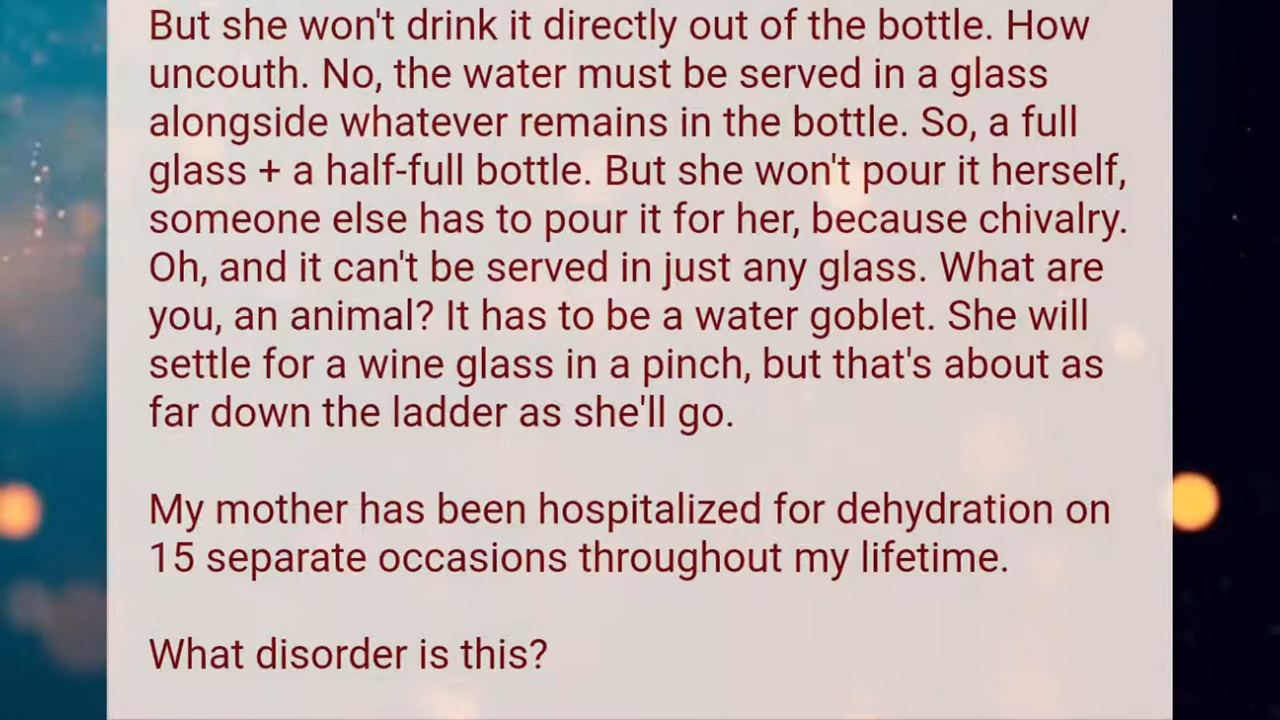 But she won't drink it directly out of the bottle. How
uncouth. No, the water must be served in a glass
alongside whatever remains in the bottle. So, a full
glass + a half-full bottle. But she won't pour it herself,
someone else has to pour it for her, because chivalry.
Oh, and it can't be served in just any glass. What are
you, an animal? It has to be a water goblet. She will
settle for a wine glass in a pinch, but that's about as
far down the ladder as she'll go.
My mother has been hospitalized for dehydration on
15 separate occasions throughout my lifetime.
What disorder is this?